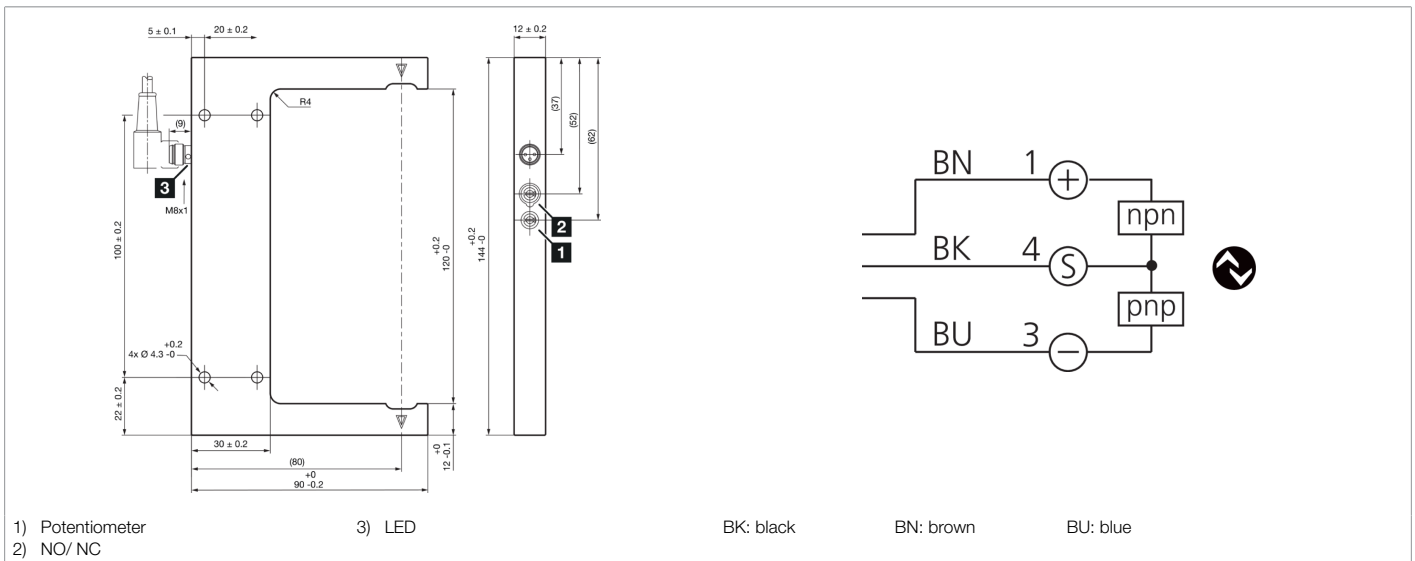 5 ± 0.1
20 ± 0.2
12 ± 0.2
R4
(9)
(37)
(52)
(62)
3
M8x1
2
1
100 ± 0.2
+0.2
120 -0
+0.2
144 -0
+0.2
4x Ø 4.3 -0
22 ± 0.2
30 ± 0.2
(80)
+0
90 -0.2
+0
12 -0.1
BN 1 +
npn
BK 4 S
pnp
BU 3 −
1) Potentiometer
2) NO/ NC
3) LED
BK: black
BN: brown
BU: blue